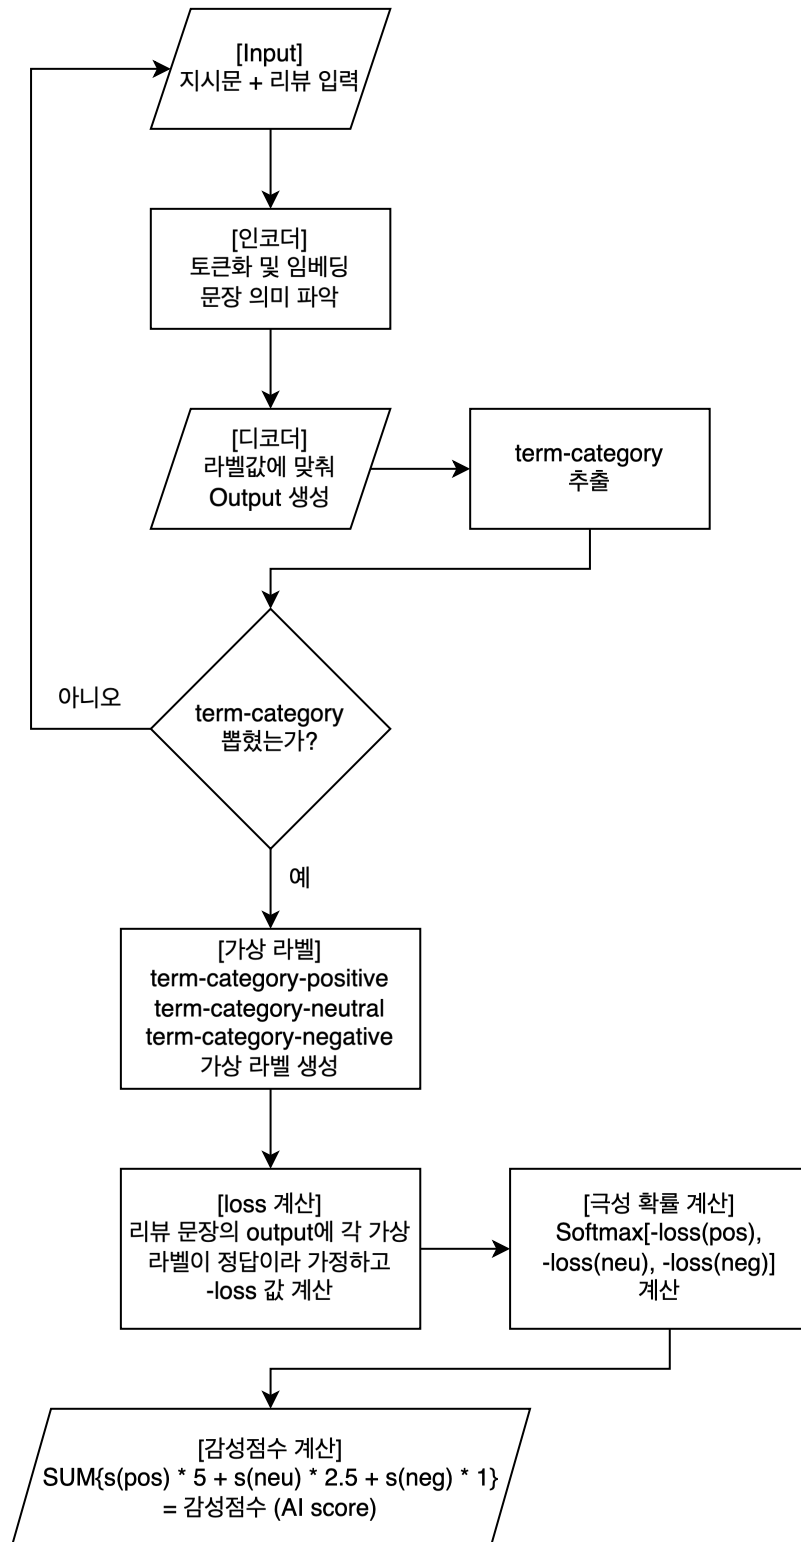 [Input]
지시문 + 리뷰 입력
[인코더]
토큰화 및 임베딩
문장 의미 파악
[디코더]
라벨값에 맞춰
Output 생성
term-category
추출
term-category
뽑혔는가?
아니오
예
[가상 라벨]
term-category-positive
term-category-neutral
term-category-negative
가상 라벨 생성
[loss 계산]
리뷰 문장의 output에 각 가상
라벨이 정답이라 가정하고
-loss 값 계산
[극성 확률 계산]
Softmax[-loss(pos),
-loss(neu), -loss(neg)]
계산
[감성점수 계산]
SUM{s(pos) * 5 + s(neu) * 2.5 + s(neg) * 1}
= 감성점수 (AI score)